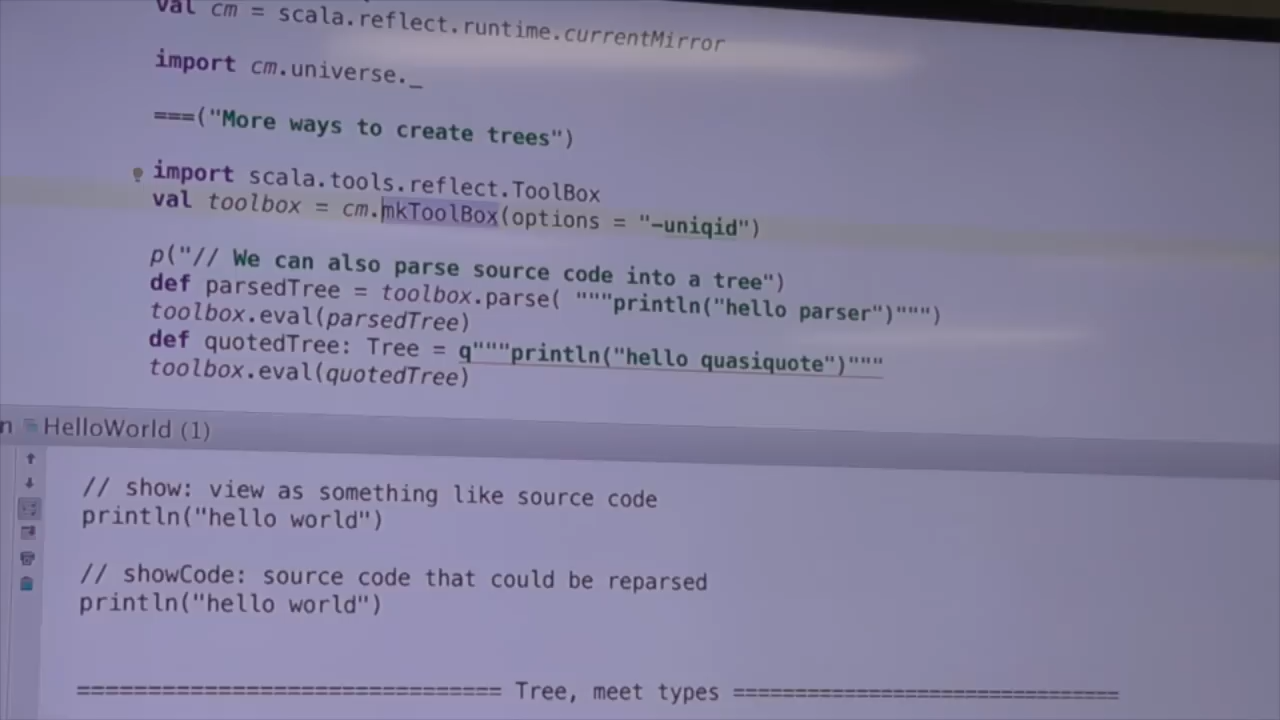 val cm = scala.reflect.runtime.currentMirror
import cm.universe._
===("More ways to create trees")
import scala.tools.reflect.ToolBox
val toolbox = cm.mkToolBox(options = "-uniqid")
p("// We can also parse source code into a tree")
def parsedTree = toolbox.parse( """println("hello parser")""")
toolbox.eval(parsedTree)
def quotedTree: Tree = q"""println("hello quasiquote")"""
toolbox.eval(quotedTree)
n HelloWorld (1)
// show: view as something like source code
println("hello world")
// showCode: source code that could be reparsed
println("hello world")
================================ Tree, meet types ================================